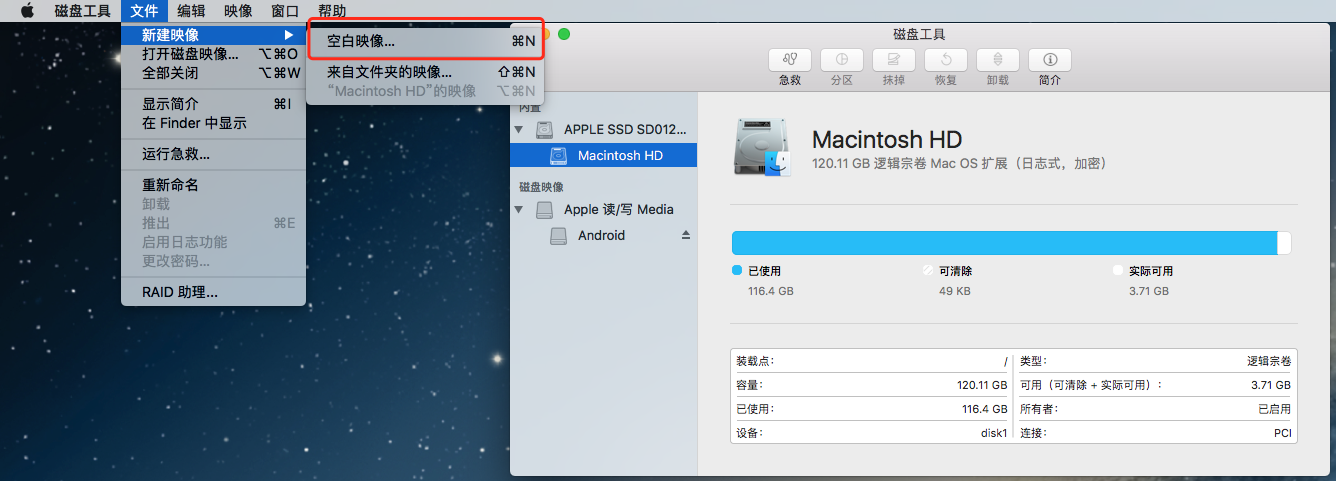 磁盘工具 文件 编辑 映像 窗口 帮助
新建映像
打开磁盘映像... ⌥⌘O
全部关闭 ⌥⌘W
显示简介 ⌘I
在 Finder 中显示
运行急救...
重新命名
卸载
推出 ⌘E
启用日志功能
更改密码...
RAID 助理...
空白映像... ⌘N
来自文件夹的映像... ⇧⌘N
“Macintosh HD”的映像 ⌥⌘N
磁盘工具
急救 分区 抹掉 恢复 卸载 简介
内置
APPLE SSD SD012...
Macintosh HD
磁盘映像
Apple 读/写 Media
Android
Macintosh HD
120.11 GB 逻辑宗卷 Mac OS 扩展（日志式，加密）
已使用 可清除 实际可用
116.4 GB 49 KB 3.71 GB
装载点： / 类型： 逻辑宗卷
容量： 120.11 GB 可用（可清除 + 实际可用）： 3.71 GB
已使用： 116.4 GB 所有者： 已启用
设备： disk1 连接： PCI